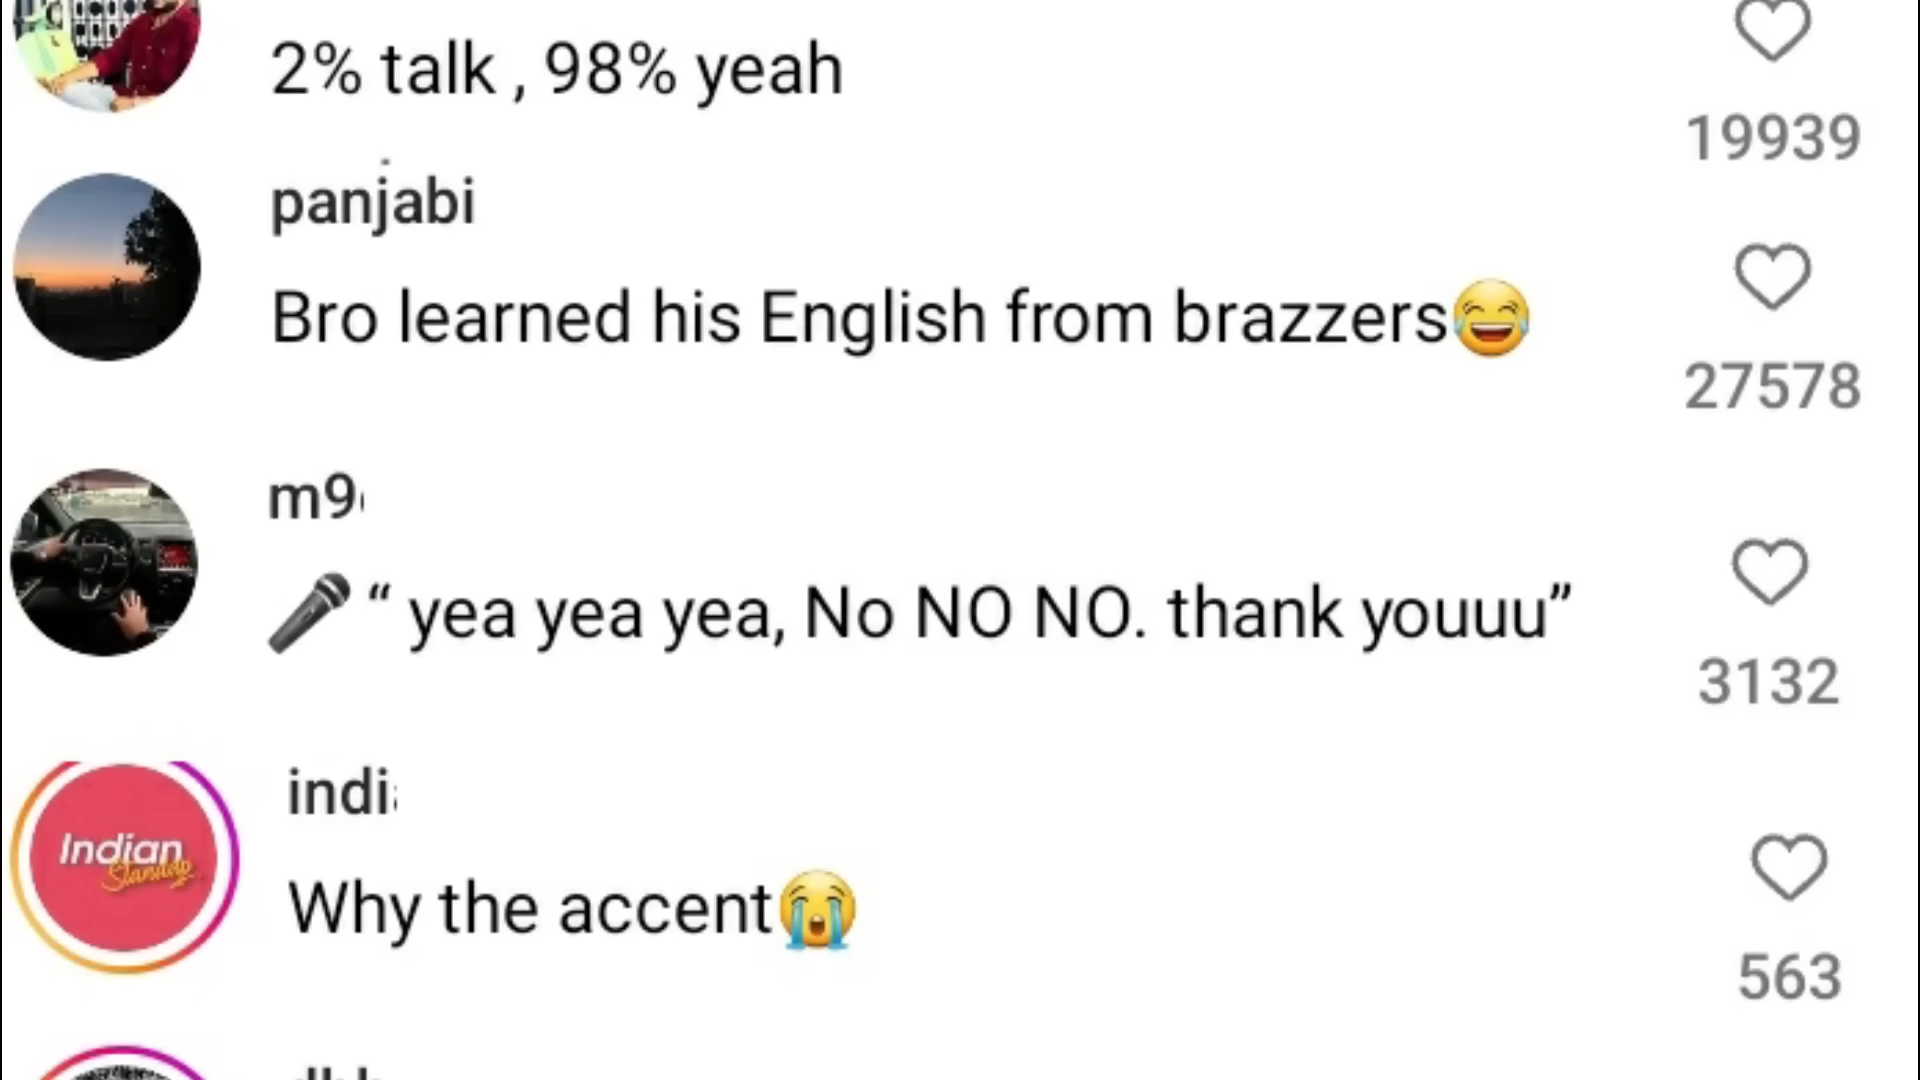 2% talk , 98% yeah
19939
panjabi
Bro learned his English from brazzers😂
27578
m9
🎤 “ yea yea yea, No NO NO. thank youuu”
3132
indi
Indian
Standup
Why the accent😭
563